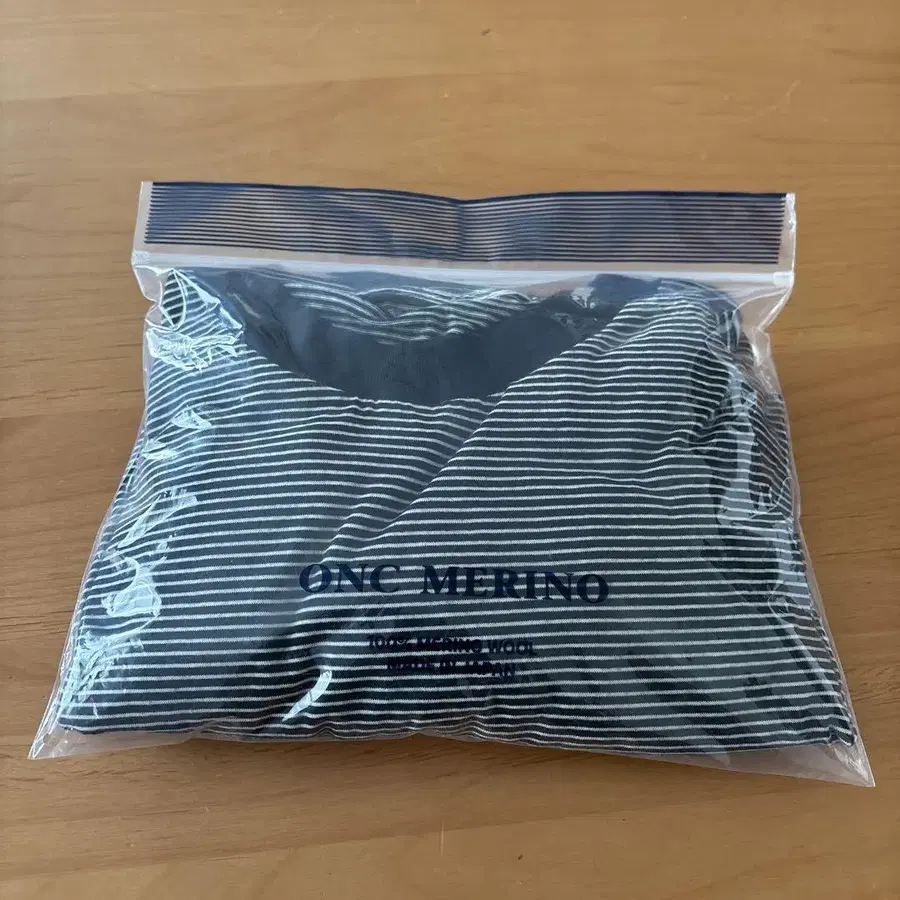 ONC MERINO
100% MERINO WOOL
MADE IN JAPAN